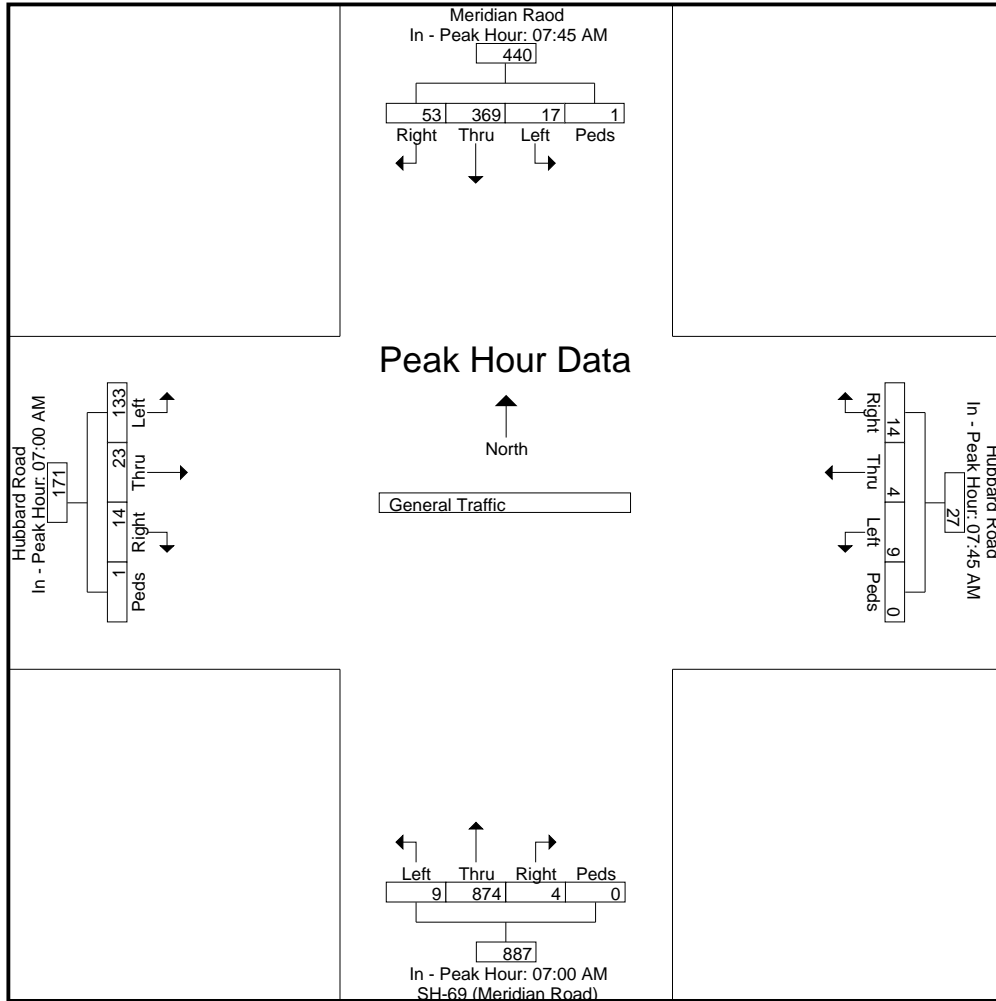 Meridian Raod
In - Peak Hour: 07:45 AM
440
53 369 17 1
Right Thru Left Peds
Peak Hour Data
North
General Traffic
Hubbard Road
In - Peak Hour: 07:00 AM
171
133 23 14 1
Left Thru Right Peds
Hubbard Road
In - Peak Hour: 07:45 AM
27
14 4 9 0
Right Thru Left Peds
Left Thru Right Peds
9 874 4 0
887
In - Peak Hour: 07:00 AM
SH-69 (Meridian Road)